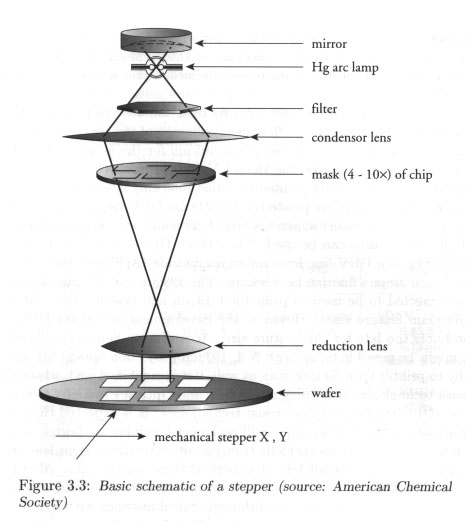 mirror
Hg arc lamp
filter
condensor lens
mask (4 - 10×) of chip
reduction lens
wafer
mechanical stepper X , Y
Figure 3.3: Basic schematic of a stepper (source: American Chemical
Society)